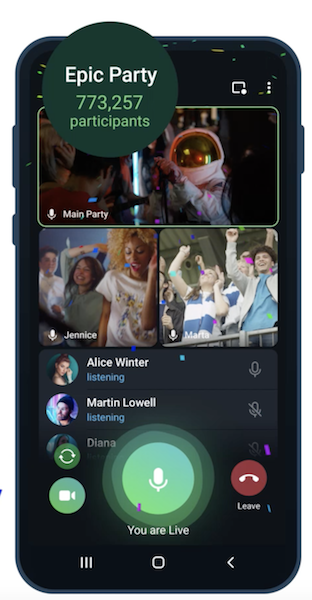 Epic Party
773,257
participants
Main Party
Jennice
Marta
Alice Winter
listening
Martin Lowell
listening
Diana
Leave
You are Live